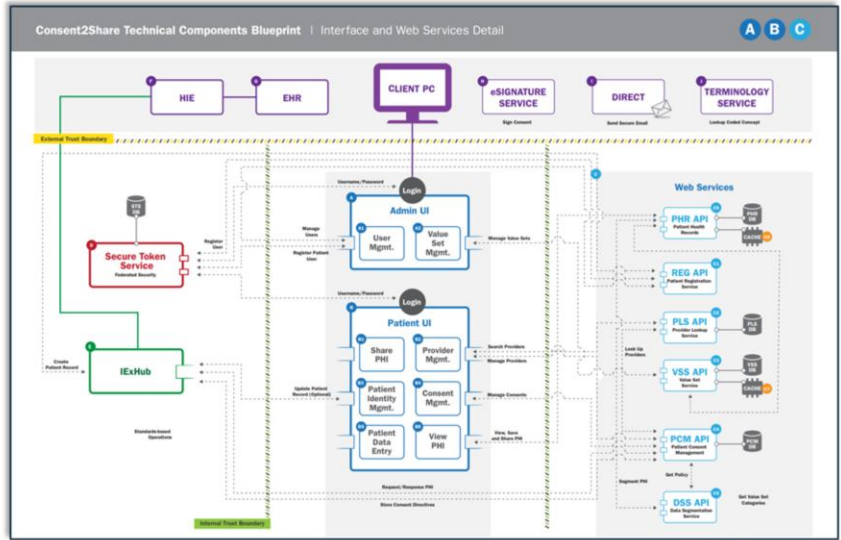 Consent2Share Technical Components Blueprint | Interface and Web Services Detail
A B C
HIE
EHR
CLIENT PC
eSIGNATURE
SERVICE
Sign Consent
DIRECT
Send Secure Email
TERMINOLOGY
SERVICE
Lookup Coded Concept
External Trust Boundary
Web Services
Username/Password
Login
Admin UI
User
Mgmt.
Value
Set
Mgmt.
Manage
Users
Register Patient
User
Manage Value Sets
STS
DB
Register
User
Secure Token
Service
Federated Security
PHR API
Patient Health
Records
PHR
DB
CACHE
REG API
Patient Registration
Service
Username/Password
Login
Patient UI
Share
PHI
Provider
Mgmt.
Patient
Identity
Mgmt.
Consent
Mgmt.
Patient
Data
Entry
View
PHI
Search Providers
Manage Providers
Look Up
Providers
PLS API
Provider Lookup
Service
PLS
DB
Create
Patient Record
IExHub
Update Patient
Record (Optional)
Manage Consents
VSS API
Value Set
Service
VSS
DB
CACHE
Standards-based
Operations
View, Save
and Share PHI
PCM API
Patient Consent
Management
PCM
DB
Request/Response PHI
Segment PHI
Get Policy
Store Consent Directives
DSS API
Data Segmentation
Service
Get Value Set
Categories
Internal Trust Boundary